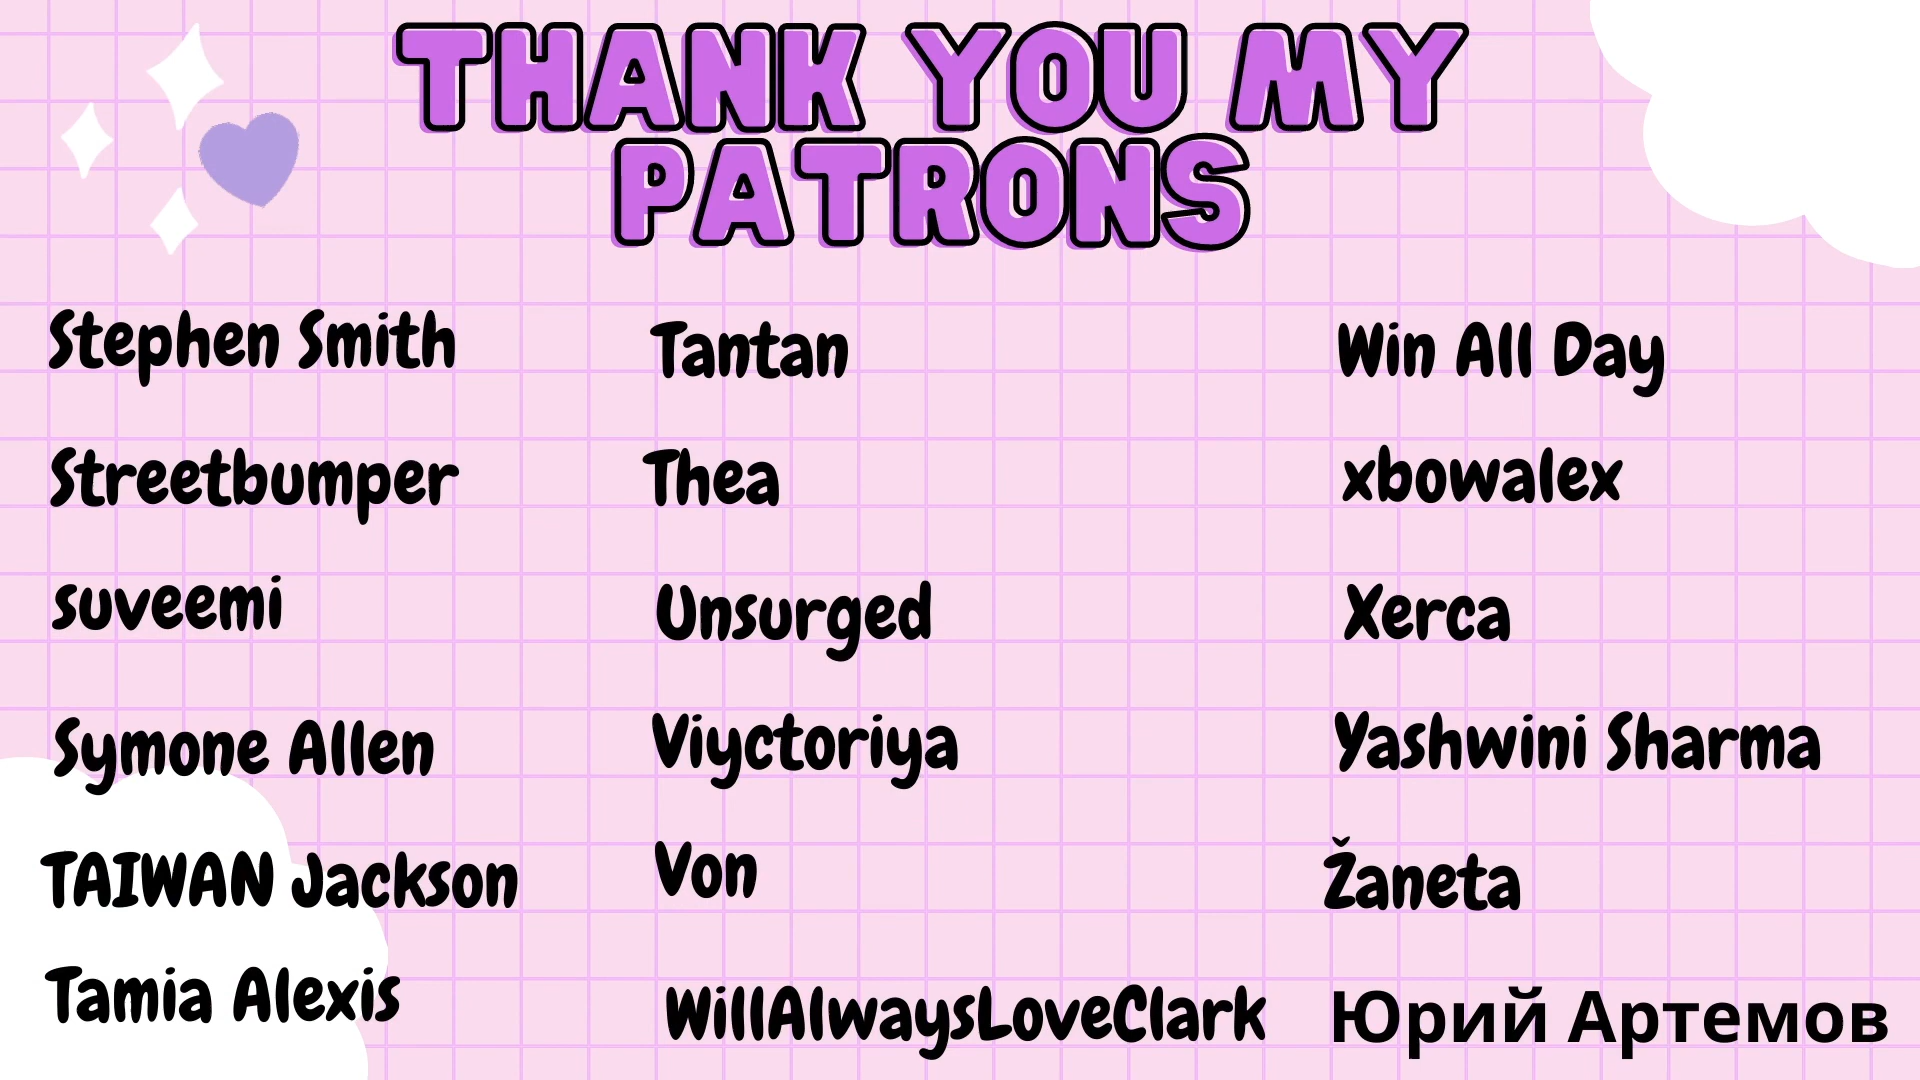 THANK YOU MY
PATRONS
Stephen Smith
Streetbumper
suveemi
Symone Allen
TAIWAN Jackson
Tamia Alexis
Tantan
Thea
Unsurged
Viyctoriya
Von
WillAlwaysLoveClark
Win All Day
xbowalex
Xerca
Yashwini Sharma
Žaneta
Юрий Артемов